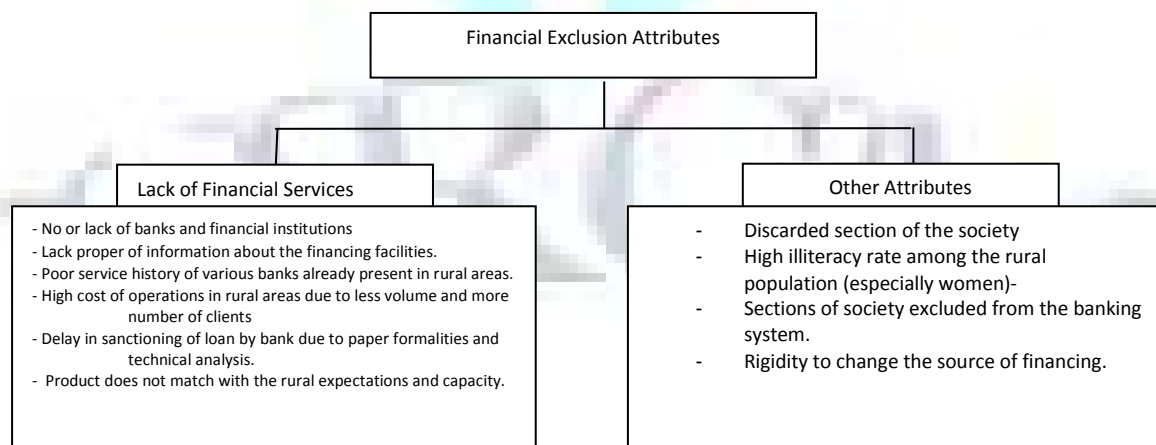 Financial Exclusion Attributes
Lack of Financial Services
- No or lack of banks and financial institutions
- Lack proper of information about the financing facilities.
- Poor service history of various banks already present in rural areas.
- High cost of operations in rural areas due to less volume and more
number of clients
- Delay in sanctioning of loan by bank due to paper formalities and
technical analysis.
- Product does not match with the rural expectations and capacity.
Other Attributes
- Discarded section of the society
- High illiteracy rate among the rural
population (especially women)-
- Sections of society excluded from the banking
system.
- Rigidity to change the source of financing.